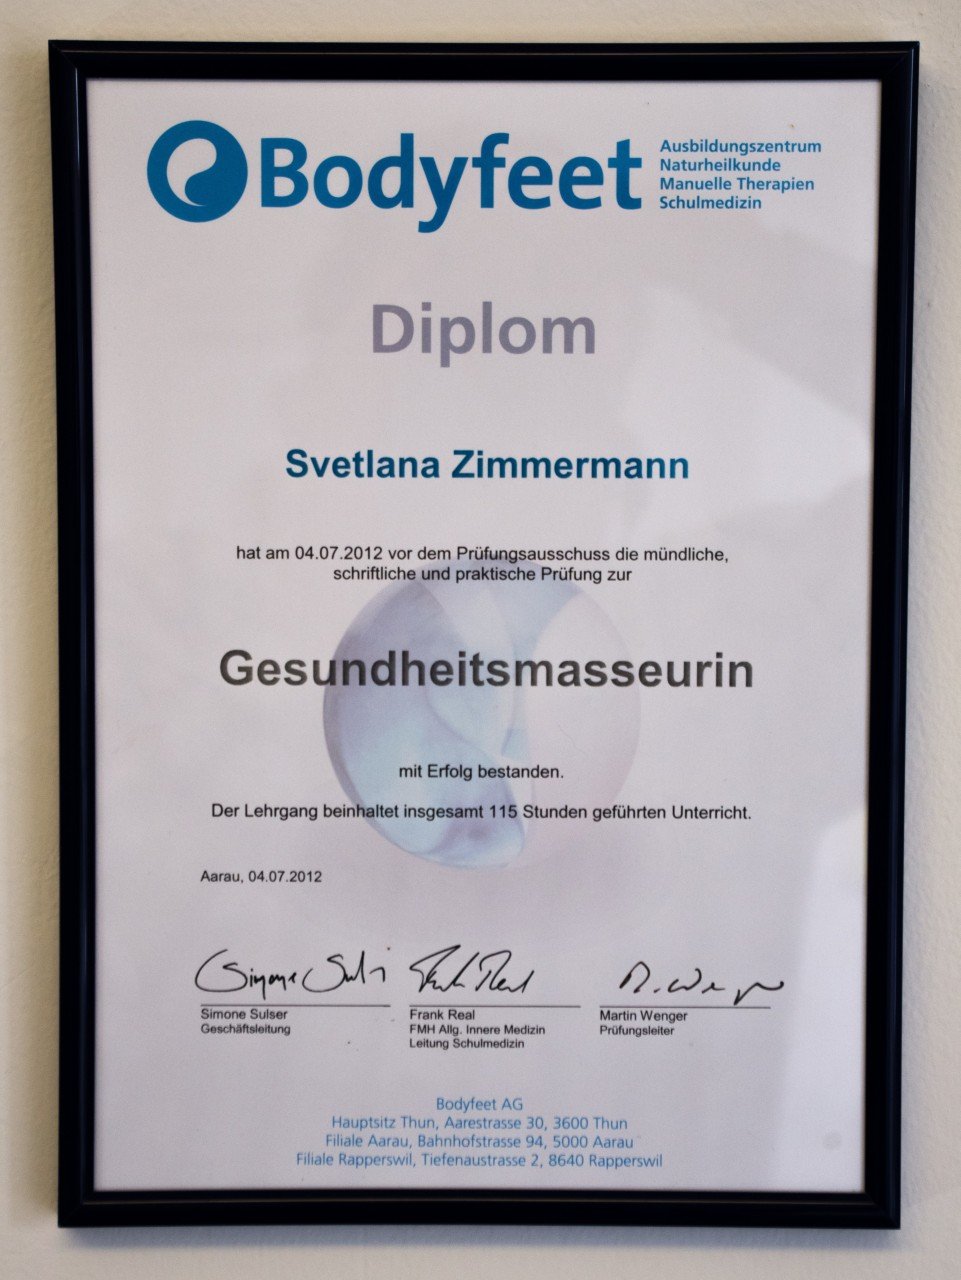 Bodyfeet
Ausbildungszentrum
Naturheilkunde
Manuelle Therapien
Schulmedizin
Diplom
Svetlana Zimmermann
hat am 04.07.2012 vor dem Prüfungsausschuss die mündliche,
schriftliche und praktische Prüfung zur
Gesundheitsmasseurin
mit Erfolg bestanden.
Der Lehrgang beinhaltet insgesamt 115 Stunden geführten Unterricht.
Aarau, 04.07.2012
Simone Sulser
Geschäftsleitung
Frank Real
FMH Allg. Innere Medizin
Leitung Schulmedizin
Martin Wenger
Prüfungsleiter
Bodyfeet AG
Hauptsitz Thun, Aarestrasse 30, 3600 Thun
Filiale Aarau, Bahnhofstrasse 94, 5000 Aarau
Filiale Rapperswil, Tiefenaustrasse 2, 8640 Rapperswil